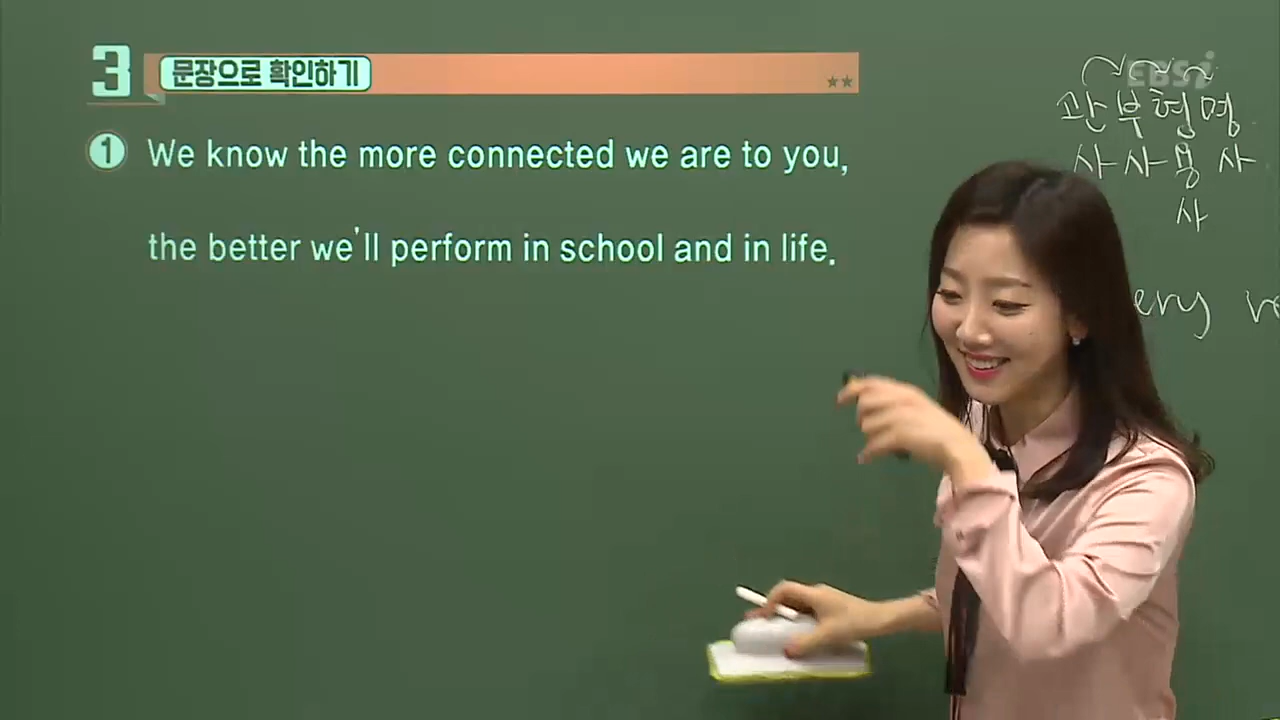 3 문장으로 확인하기 ★★
EBSi
① We know the more connected we are to you,
the better we'll perform in school and in life.
관 부 형 명
사 사 용 사
사
ery